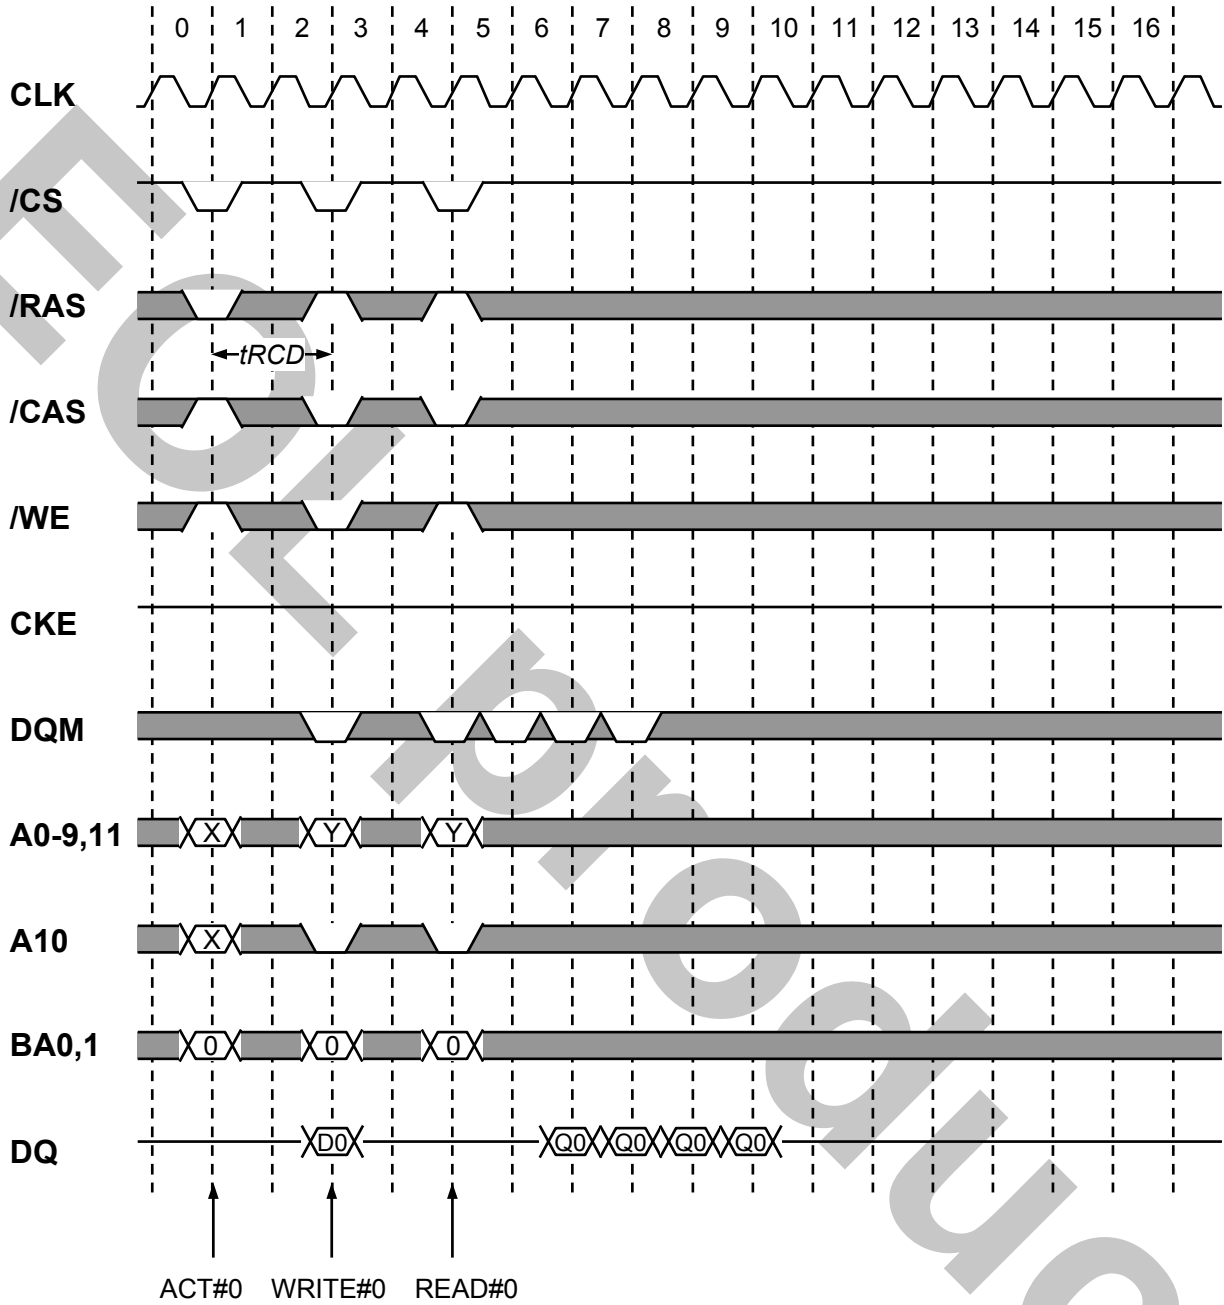 0 1 2 3 4 5 6 7 8 9 10 11 12 13 14 15 16
CLK
/CS
/RAS
tRCD
/CAS
/WE
CKE
DQM
A0-9,11 X Y Y
A10 X
BA0,1 0 0 0
DQ D0 Q0 Q0 Q0 Q0
ACT#0 WRITE#0 READ#0
EOL produc